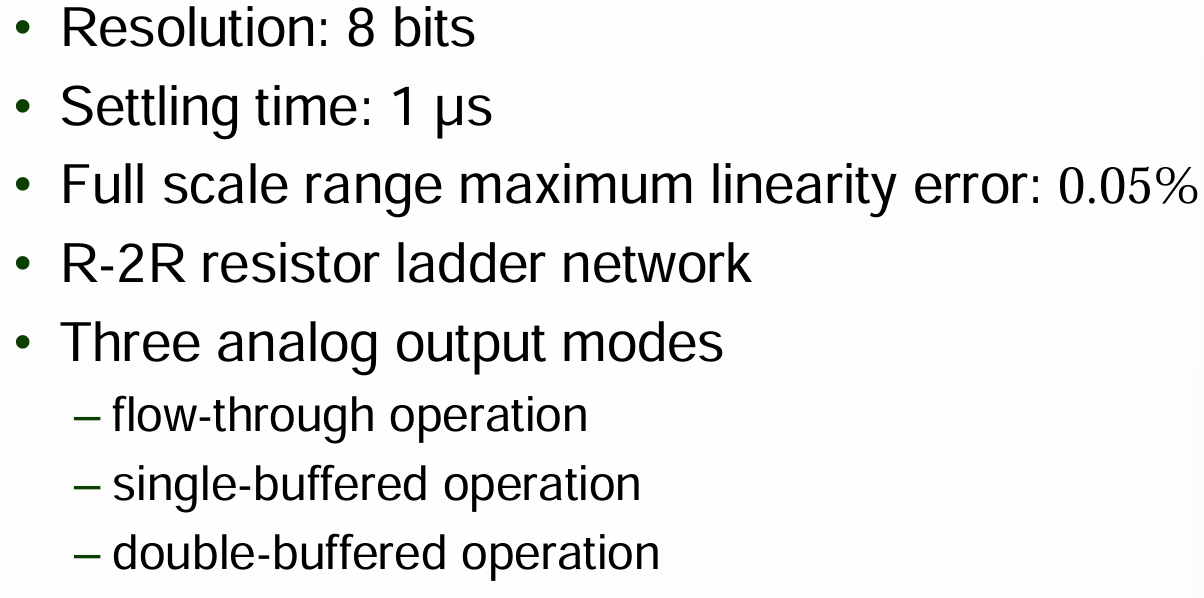 • Resolution: 8 bits
• Settling time: 1 µs
• Full scale range maximum linearity error: 0.05%
• R-2R resistor ladder network
• Three analog output modes
– flow-through operation
– single-buffered operation
– double-buffered operation